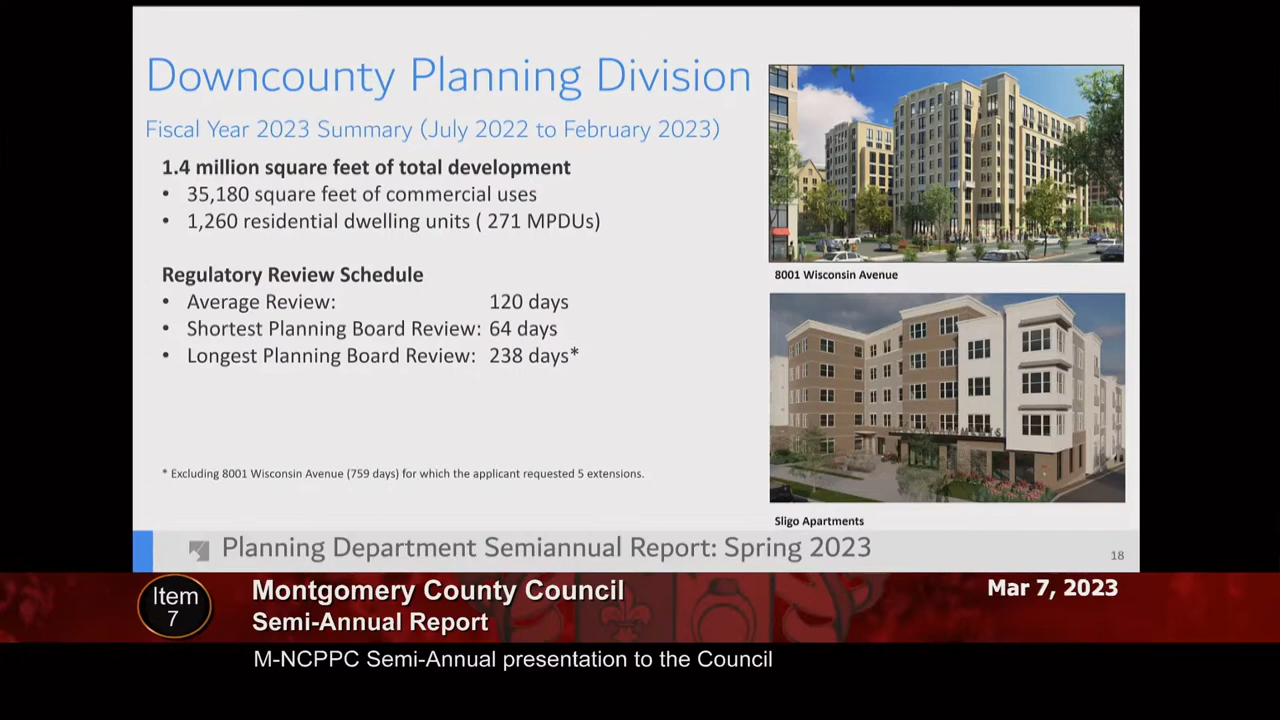 Downcounty Planning Division
Fiscal Year 2023 Summary (July 2022 to February 2023)
1.4 million square feet of total development
• 35,180 square feet of commercial uses
• 1,260 residential dwelling units ( 271 MPDUs)
Regulatory Review Schedule
• Average Review: 120 days
• Shortest Planning Board Review: 64 days
• Longest Planning Board Review: 238 days*
* Excluding 8001 Wisconsin Avenue (759 days) for which the applicant requested 5 extensions.
8001 Wisconsin Avenue
Sligo Apartments
Planning Department Semiannual Report: Spring 2023
18
Item
7
Montgomery County Council
Semi-Annual Report
Mar 7, 2023
M-NCPPC Semi-Annual presentation to the Council